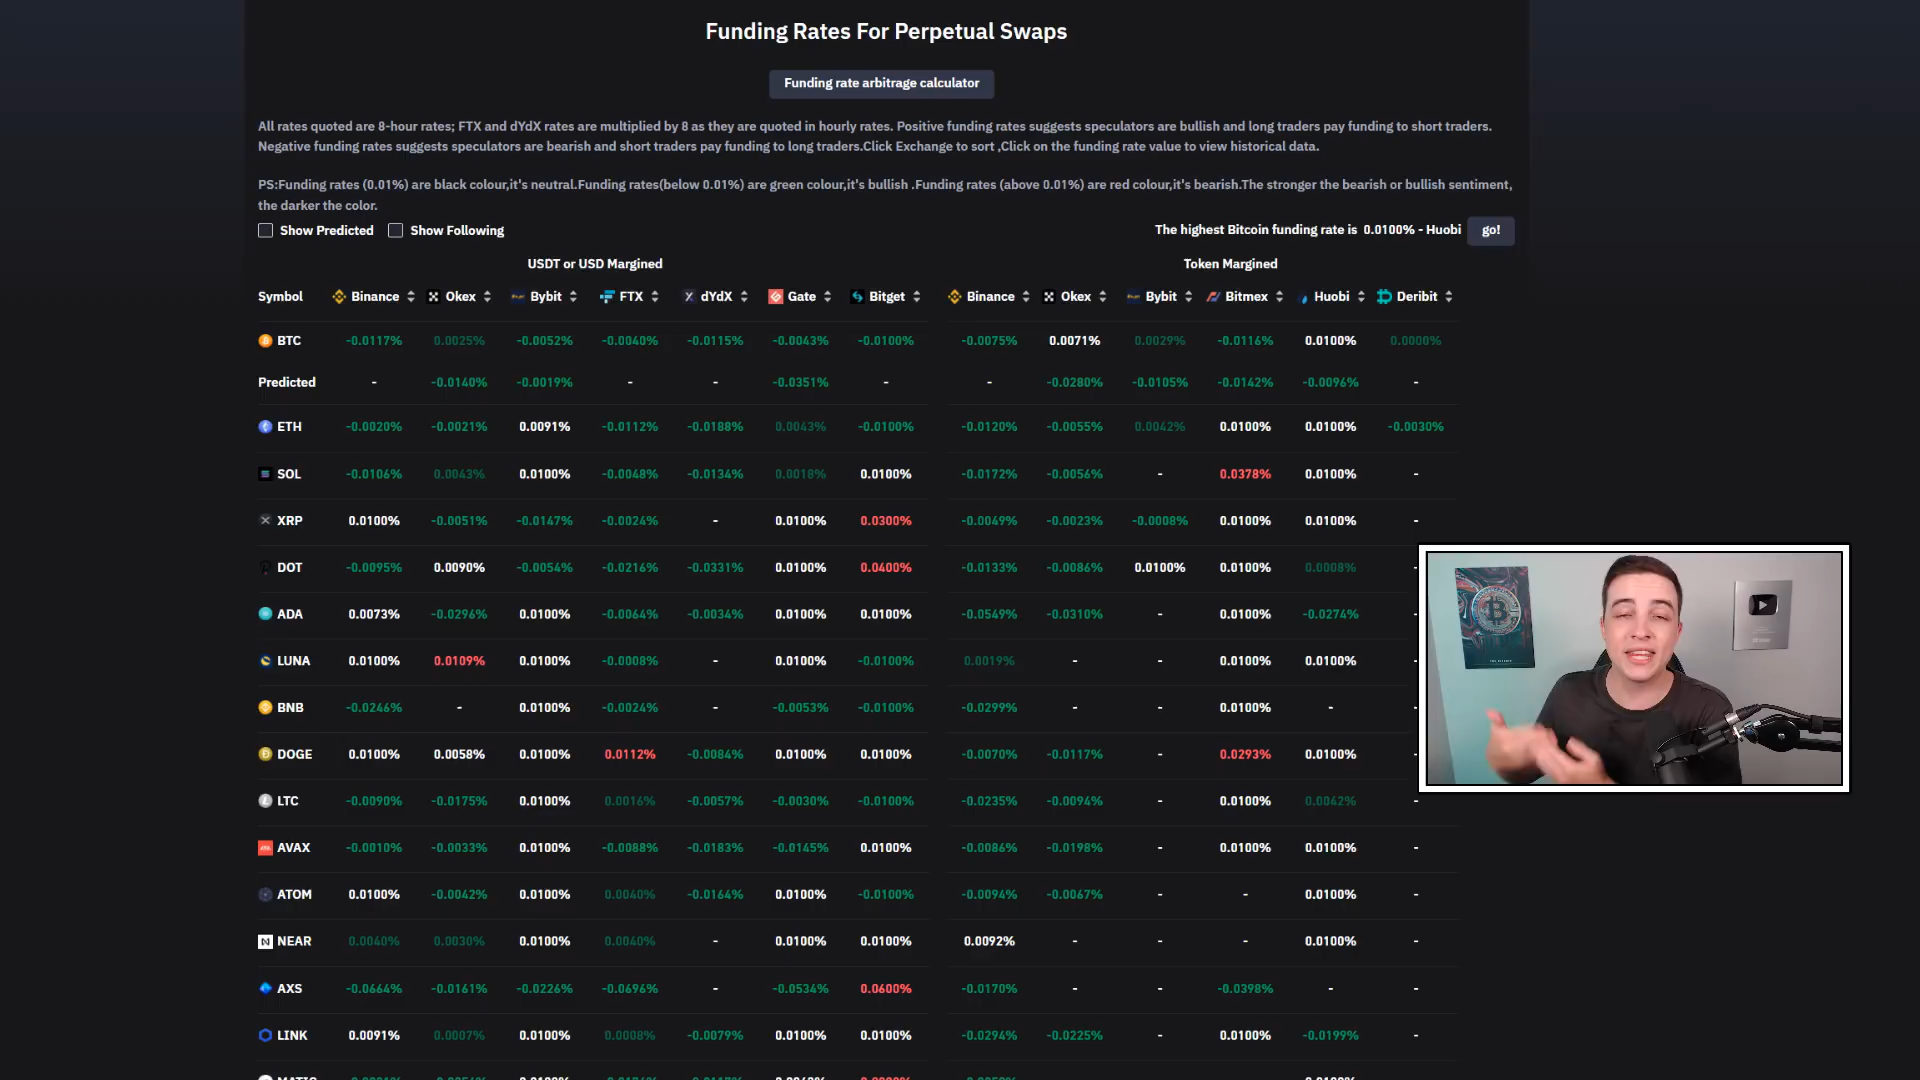 Funding Rates For Perpetual Swaps
Funding rate arbitrage calculator
All rates quoted are 8-hour rates; FTX and dYdX rates are multiplied by 8 as they are quoted in hourly rates. Positive funding rates suggests speculators are bullish and long traders pay funding to short traders.
Negative funding rates suggests speculators are bearish and short traders pay funding to long traders.Click Exchange to sort ,Click on the funding rate value to view historical data.
PS:Funding rates (0.01%) are black colour,it's neutral.Funding rates(below 0.01%) are green colour,it's bullish .Funding rates (above 0.01%) are red colour,it's bearish.The stronger the bearish or bullish sentiment,
the darker the color.
Show Predicted Show Following The highest Bitcoin funding rate is 0.0100% - Huobi go!
USDT or USD Margined Token Margined
Symbol Binance Okex Bybit FTX dYdX Gate Bitget Binance Okex Bybit Bitmex Huobi Deribit
BTC -0.0117% 0.0025% -0.0052% -0.0040% -0.0115% -0.0043% -0.0100% -0.0075% 0.0071% 0.0029% -0.0116% 0.0100% 0.0000%
Predicted - -0.0140% -0.0019% - - -0.0351% - - -0.0280% -0.0105% -0.0142% -0.0096% -
ETH -0.0020% -0.0021% 0.0091% -0.0112% -0.0188% 0.0043% -0.0100% -0.0120% -0.0055% 0.0042% 0.0100% 0.0100% -0.0030%
SOL -0.0106% 0.0043% 0.0100% -0.0048% -0.0134% 0.0018% 0.0100% -0.0172% -0.0056% - 0.0378% 0.0100% -
XRP 0.0100% -0.0051% -0.0147% -0.0024% - 0.0100% 0.0300% -0.0049% -0.0023% -0.0008% 0.0100% 0.0100% -
DOT -0.0095% 0.0090% -0.0054% -0.0216% -0.0331% 0.0100% 0.0400% -0.0133% -0.0086% 0.0100% 0.0100% 0.0008% -
ADA 0.0073% -0.0296% 0.0100% -0.0064% -0.0034% 0.0100% 0.0100% -0.0549% -0.0310% - 0.0100% -0.0274% -
LUNA 0.0100% 0.0109% 0.0100% -0.0008% - 0.0100% -0.0100% 0.0019% - - 0.0100% 0.0100% -
BNB -0.0246% - 0.0100% -0.0024% - -0.0053% -0.0100% -0.0299% - - 0.0100% - -
DOGE 0.0100% 0.0058% 0.0100% 0.0112% -0.0084% 0.0100% 0.0100% -0.0070% -0.0117% - 0.0293% 0.0100% -
LTC -0.0090% -0.0175% 0.0100% 0.0016% -0.0057% -0.0030% -0.0100% -0.0235% -0.0094% - 0.0100% 0.0042% -
AVAX -0.0010% -0.0033% 0.0100% -0.0088% -0.0183% -0.0145% 0.0100% -0.0086% -0.0198% - 0.0100% 0.0100% -
ATOM 0.0100% -0.0042% 0.0100% 0.0040% -0.0164% 0.0100% -0.0100% -0.0094% -0.0067% - - 0.0100% -
NEAR 0.0040% 0.0030% 0.0100% 0.0040% - 0.0100% 0.0100% 0.0092% - - - 0.0100% -
AXS -0.0664% -0.0161% -0.0226% -0.0696% - -0.0534% 0.0600% -0.0170% - - -0.0398% - -
LINK 0.0091% 0.0007% 0.0100% 0.0008% -0.0079% 0.0100% 0.0100% -0.0294% -0.0225% - 0.0100% -0.0199% -